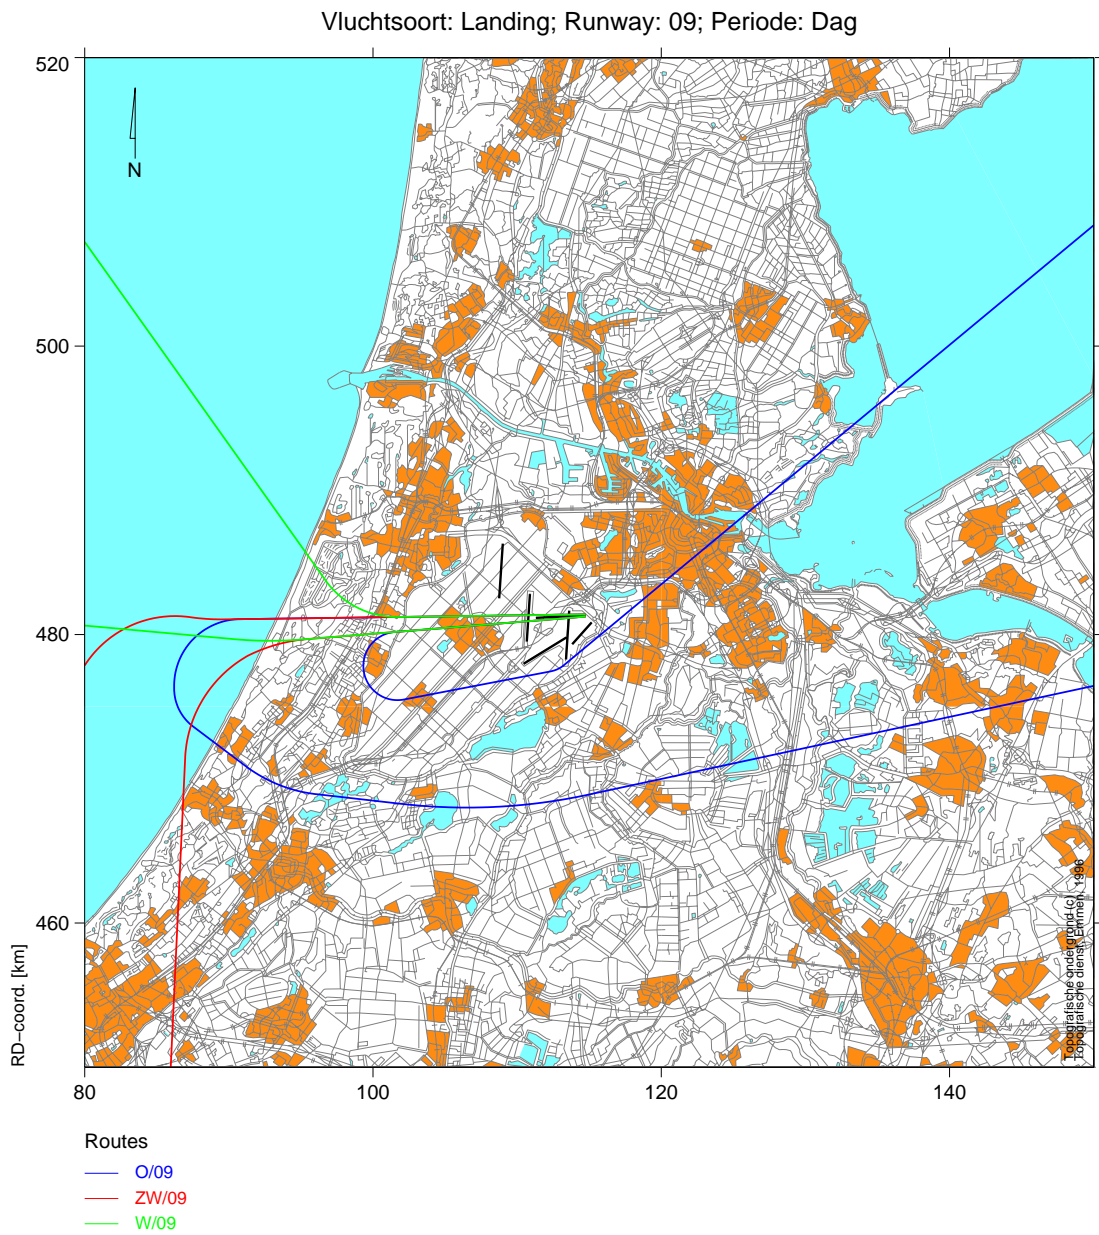 Vluchtsoort: Landing; Runway: 09; Periode: Dag
520
500
480
460
N
RD–coord. [km]
80
100
120
140
Topografische ondergrond (c)
Topografische dienst, Emmen, 1996
Routes
O/09
ZW/09
W/09